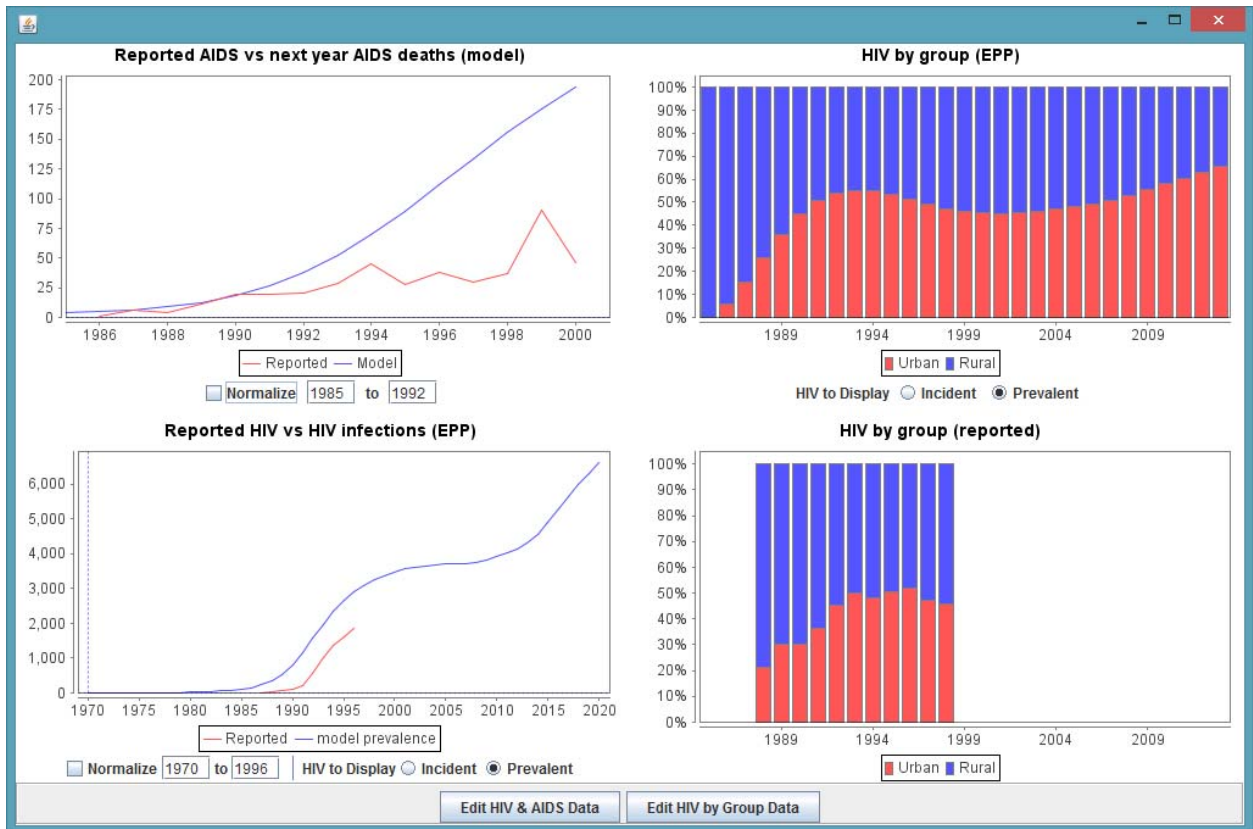 Reported AIDS vs next year AIDS deaths (model)
200
175
150
125
100
75
50
25
0
1986 1988 1990 1992 1994 1996 1998 2000
Reported Model
Normalize 1985 to 1992
HIV by group (EPP)
100%
90%
80%
70%
60%
50%
40%
30%
20%
10%
0%
1989 1994 1999 2004 2009
Urban Rural
HIV to Display Incident Prevalent
Reported HIV vs HIV infections (EPP)
6,000
5,000
4,000
3,000
2,000
1,000
0
1970 1975 1980 1985 1990 1995 2000 2005 2010 2015 2020
Reported model prevalence
Normalize 1970 to 1996 HIV to Display Incident Prevalent
HIV by group (reported)
100%
90%
80%
70%
60%
50%
40%
30%
20%
10%
0%
1989 1994 1999 2004 2009
Urban Rural
Edit HIV & AIDS Data Edit HIV by Group Data